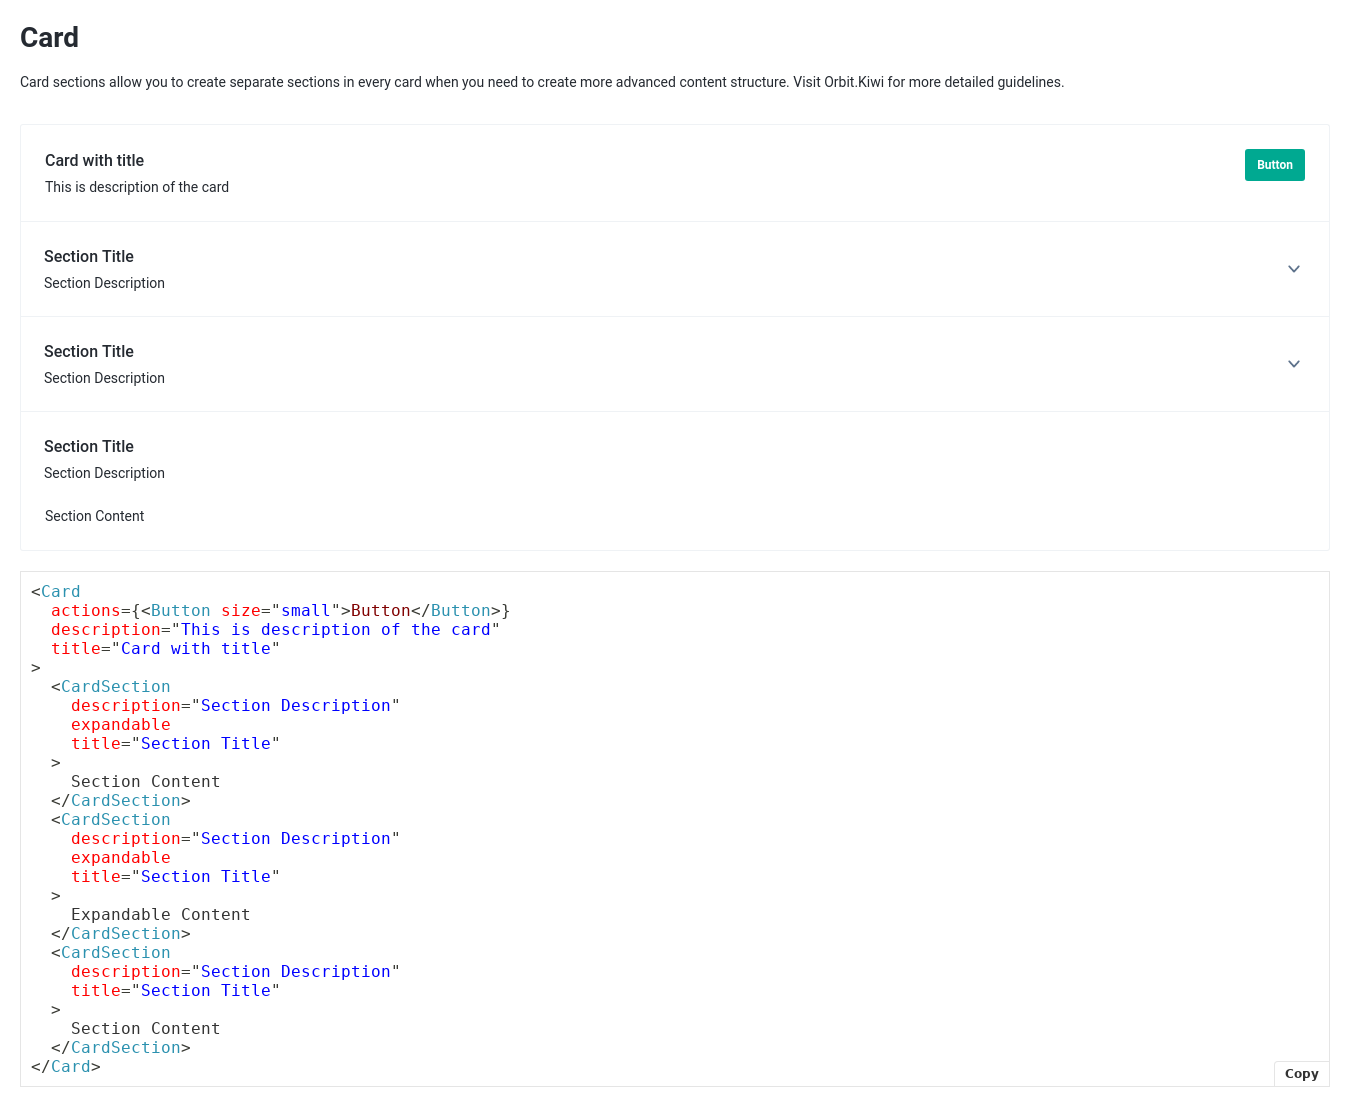 Card
Card sections allow you to create separate sections in every card when you need to create more advanced content structure. Visit Orbit.Kiwi for more detailed guidelines.
Card with title
Button
This is description of the card
Section Title
Section Description
Section Title
Section Description
Section Title
Section Description
Section Content
<Card
  actions={<Button size="small">Button</Button>}
  description="This is description of the card"
  title="Card with title"
>
  <CardSection
    description="Section Description"
    expandable
    title="Section Title"
  >
    Section Content
  </CardSection>
  <CardSection
    description="Section Description"
    expandable
    title="Section Title"
  >
    Expandable Content
  </CardSection>
  <CardSection
    description="Section Description"
    title="Section Title"
  >
    Section Content
  </CardSection>
</Card>
Copy